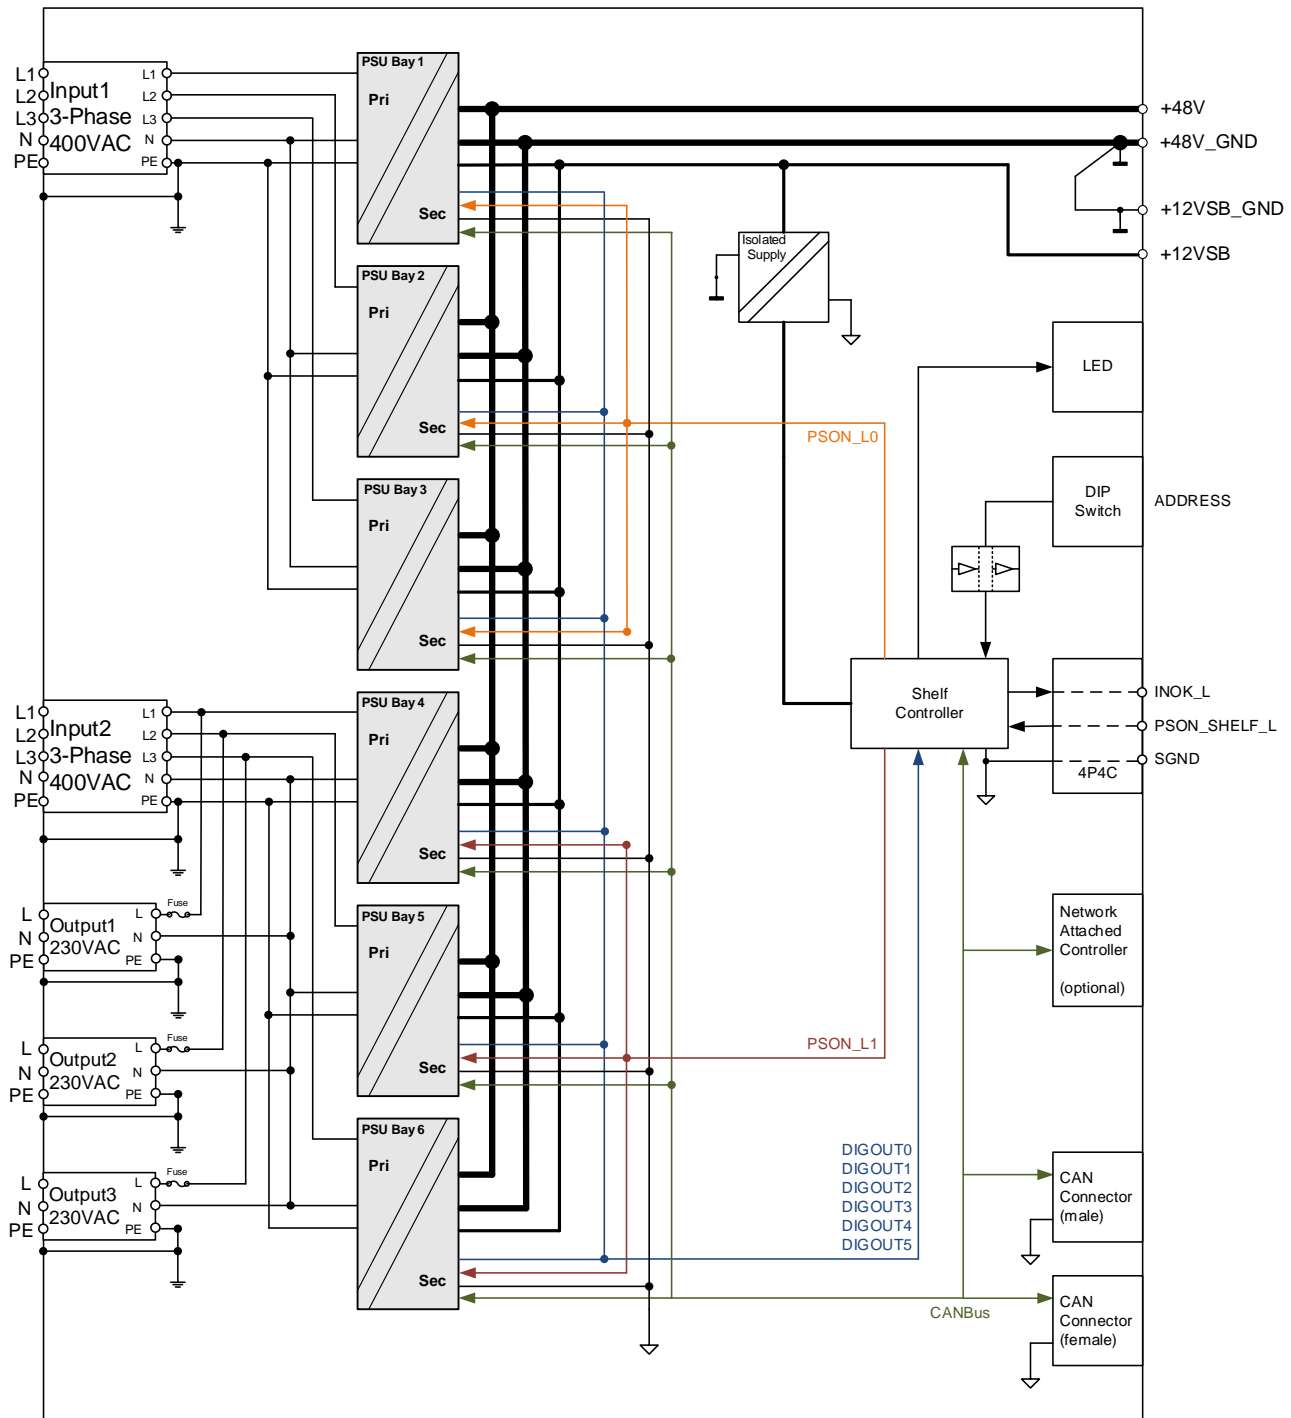 L1
L2
L3
N
PE
Input1
3-Phase
400VAC
L1
L2
L3
N
PE
PSU Bay 1
Pri
Sec
+48V
+48V_GND
+12VSB_GND
+12VSB
Isolated
Supply
PSU Bay 2
Pri
Sec
LED
PSON_L0
PSU Bay 3
Pri
Sec
DIP
Switch
ADDRESS
Shelf
Controller
INOK_L
PSON_SHELF_L
SGND
4P4C
L1
L2
L3
N
PE
Input2
3-Phase
400VAC
L1
L2
L3
N
PE
PSU Bay 4
Pri
Sec
L
N
PE
Output1
230VAC
L
N
PE
Fuse
PSU Bay 5
Pri
Sec
Network
Attached
Controller
(optional)
L
N
PE
Output2
230VAC
L
N
PE
Fuse
PSON_L1
PSU Bay 6
Pri
Sec
L
N
PE
Output3
230VAC
L
N
PE
Fuse
DIGOUT0
DIGOUT1
DIGOUT2
DIGOUT3
DIGOUT4
DIGOUT5
CAN
Connector
(male)
CANBus
CAN
Connector
(female)